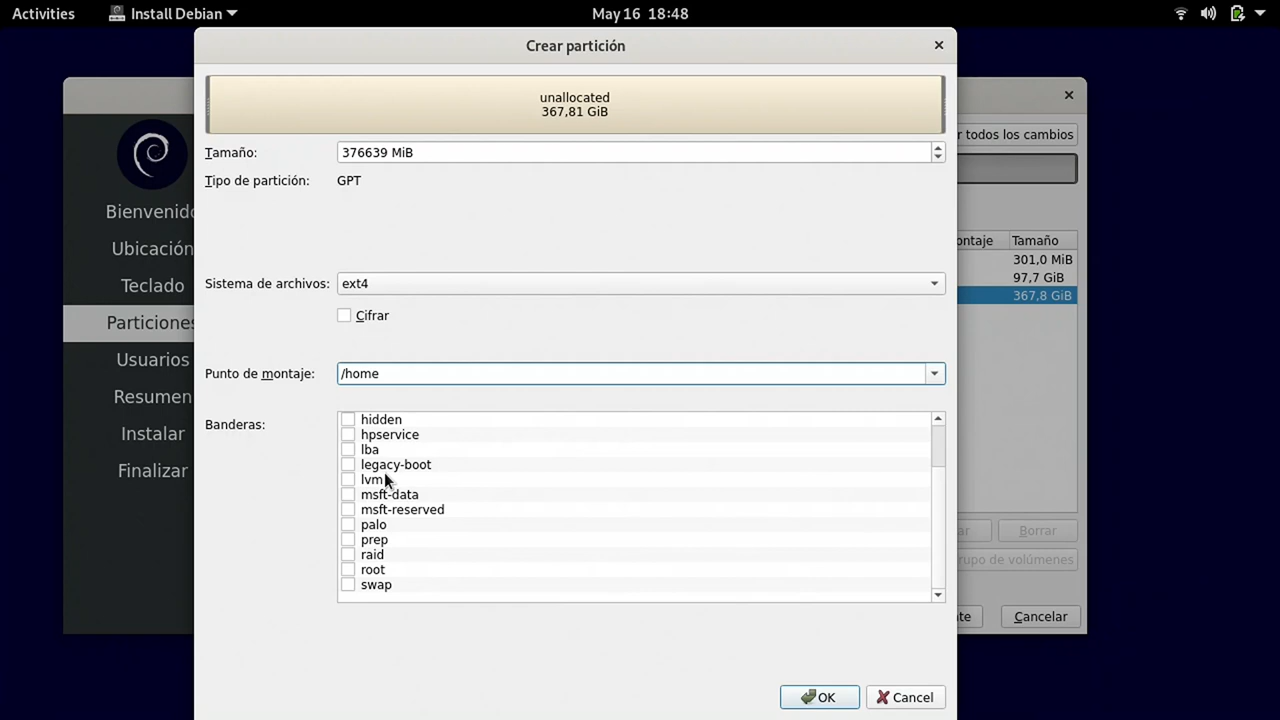 Activities Install Debian May 16 18:48
Crear partición
unallocated
367,81 GiB
Tamaño: 376639 MiB
Tipo de partición: GPT
Sistema de archivos: ext4
Cifrar
Punto de montaje: /home
Banderas:
hidden
hpservice
lba
legacy-boot
lvm
msft-data
msft-reserved
palo
prep
raid
root
swap
OK Cancel
Bienvenido
Ubicación
Teclado
Particiones
Usuarios
Resumen
Instalar
Finalizar
r todos los cambios
ontaje Tamaño
301,0 MiB
97,7 GiB
367,8 GiB
ar Borrar
rupo de volúmenes
te Cancelar